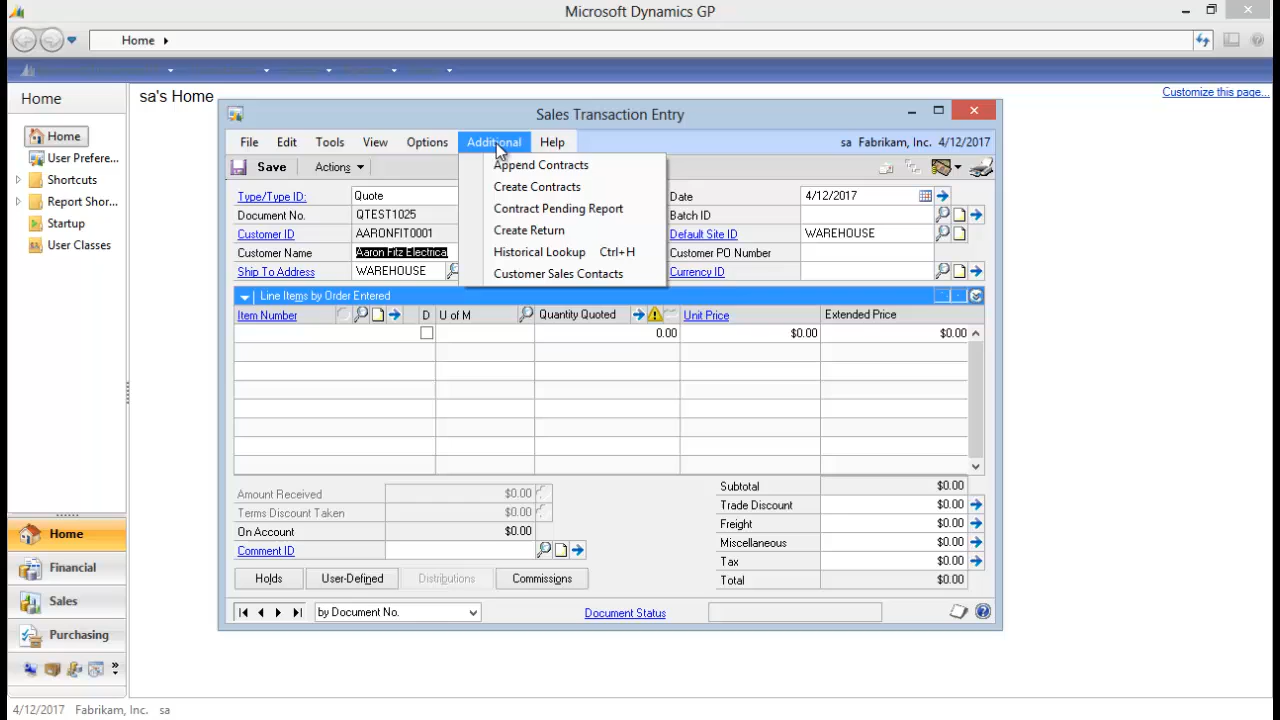 Microsoft Dynamics GP
Home
Home
sa's Home
Customize this page...
Home
User Prefere...
Shortcuts
Report Shor...
Startup
User Classes
Home
Financial
Sales
Purchasing
Sales Transaction Entry
File Edit Tools View Options Additional Help
sa Fabrikam, Inc. 4/12/2017
Save Actions
Append Contracts
Create Contracts
Contract Pending Report
Create Return
Historical Lookup Ctrl+H
Customer Sales Contacts
Type/Type ID: Quote
Document No. QTEST1025
Customer ID AARONFIT0001
Customer Name Aaron Fitz Electrical
Ship To Address WAREHOUSE
Date 4/12/2017
Batch ID
Default Site ID WAREHOUSE
Customer PO Number
Currency ID
Line Items by Order Entered
Item Number D U of M Quantity Quoted Unit Price Extended Price
0.00 $0.00 $0.00
Amount Received $0.00
Terms Discount Taken $0.00
On Account $0.00
Comment ID
Subtotal $0.00
Trade Discount $0.00
Freight $0.00
Miscellaneous $0.00
Tax $0.00
Total $0.00
Holds User-Defined Distributions Commissions
by Document No. Document Status
4/12/2017 Fabrikam, Inc. sa